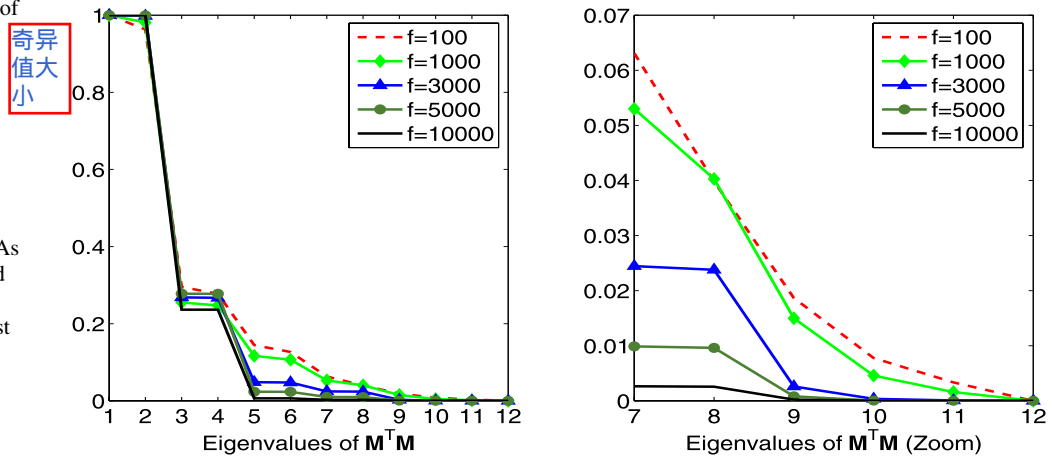 of
奇异
值大
小
As
d
st
1
0.8
0.6
0.4
0.2
0
1 2 3 4 5 6 7 8 9 10 11 12
Eigenvalues of MᵀM
f=100
f=1000
f=3000
f=5000
f=10000
0.07
0.06
0.05
0.04
0.03
0.02
0.01
0
7 8 9 10 11 12
Eigenvalues of MᵀM (Zoom)
f=100
f=1000
f=3000
f=5000
f=10000